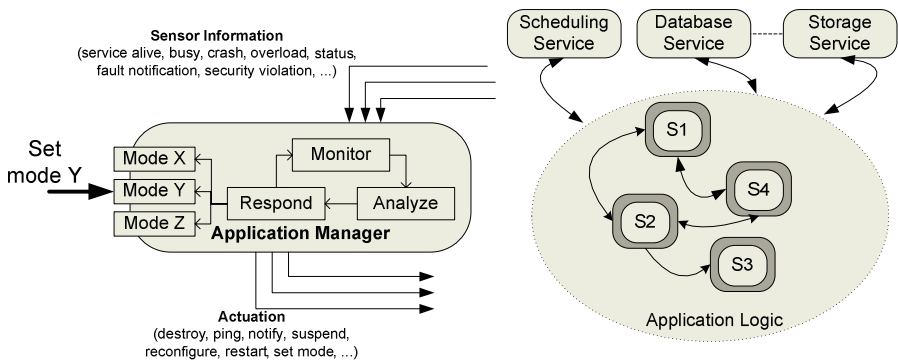 Sensor Information
(service alive, busy, crash, overload, status,
fault notification, security violation, ...)
Set
mode Y
Mode X
Mode Y
Mode Z
Monitor
Respond
Analyze
Application Manager
Actuation
(destroy, ping, notify, suspend,
reconfigure, restart, set mode, ...)
Scheduling
Service
Database
Service
Storage
Service
S1
S4
S2
S3
Application Logic